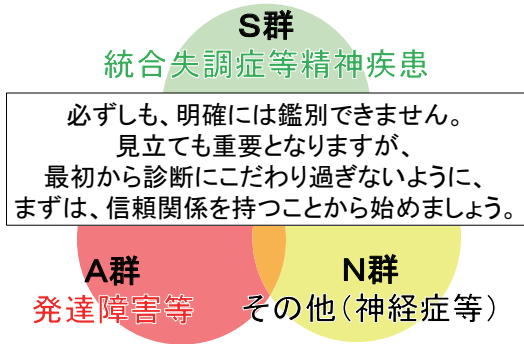 S群
統合失調症等精神疾患
必ずしも、明確には鑑別できません。
見立ても重要となりますが、
最初から診断にこだわり過ぎないように、
まずは、信頼関係を持つことから始めましょう。
A群
発達障害等
N群
その他(神経症等)